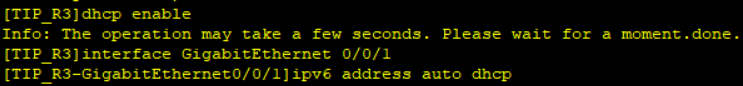 [TIP_R3]dhcp enable
Info: The operation may take a few seconds. Please wait for a moment.done.
[TIP_R3]interface GigabitEthernet 0/0/1
[TIP_R3-GigabitEthernet0/0/1]ipv6 address auto dhcp